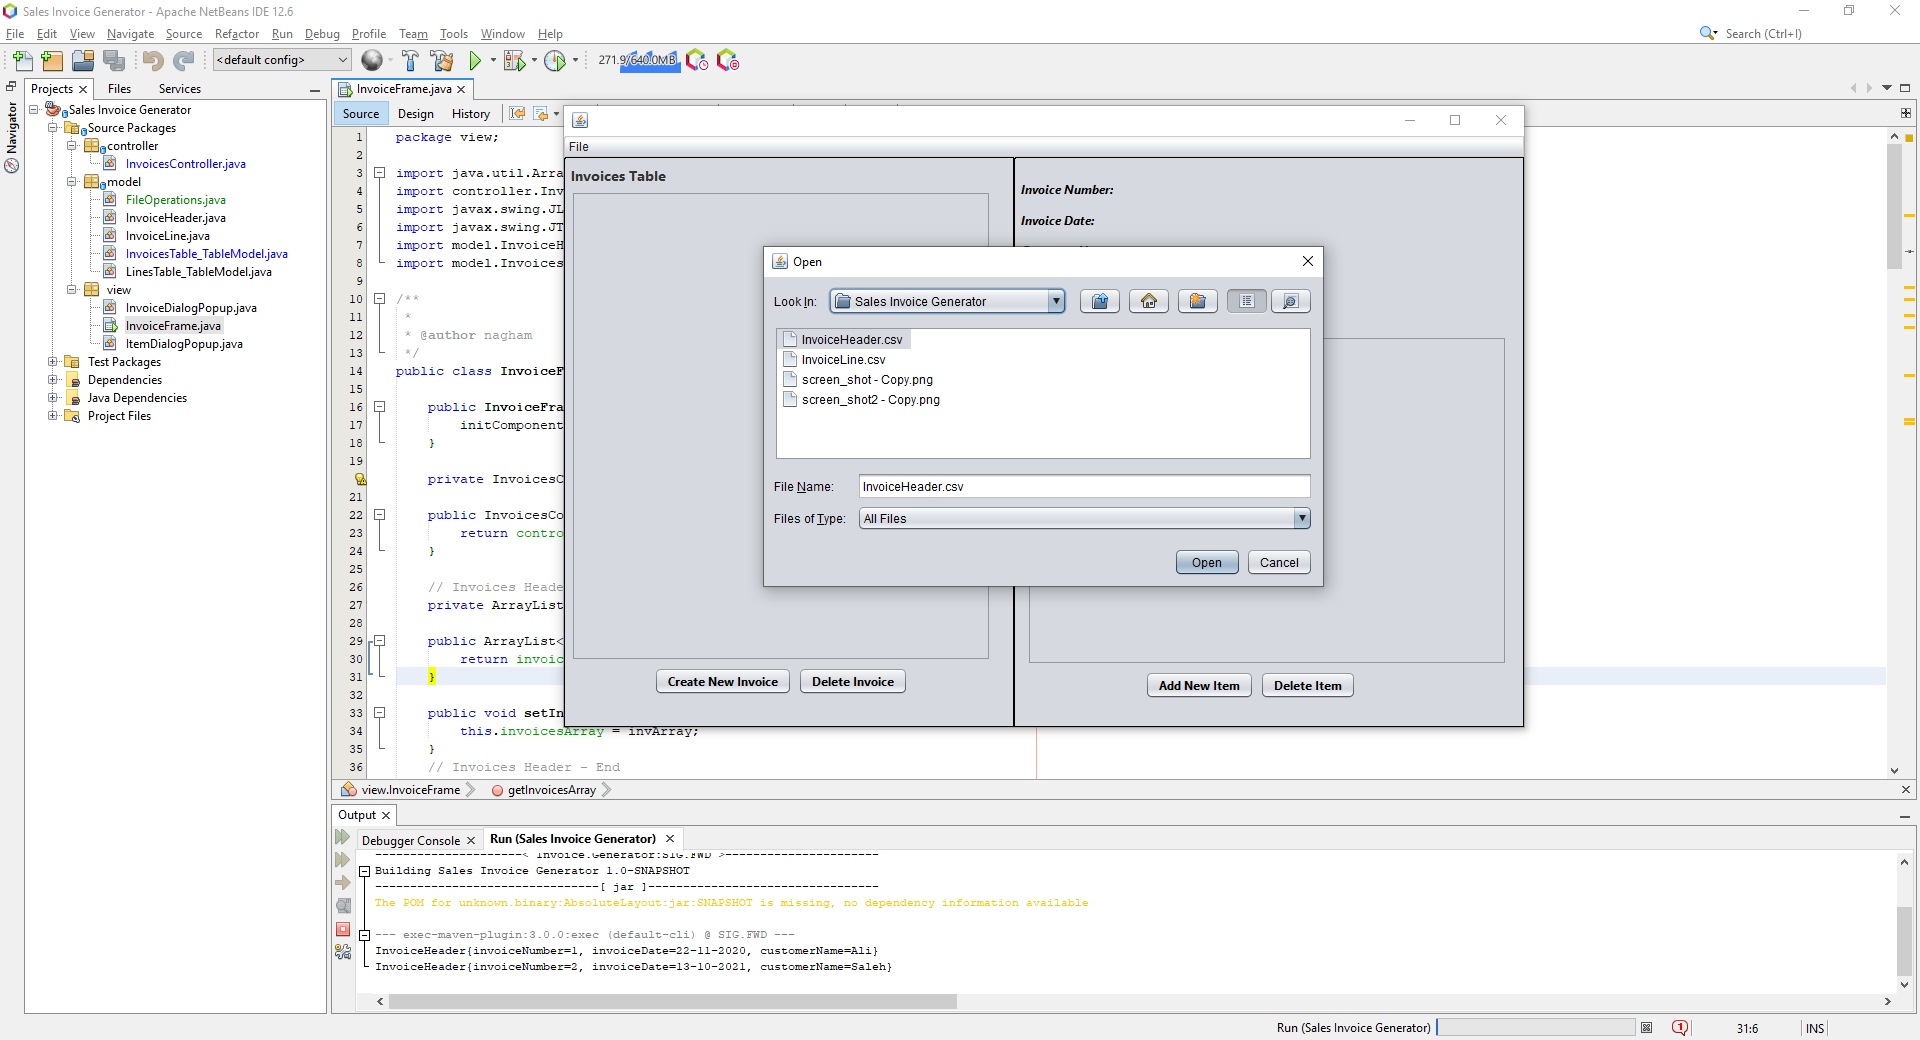 Sales Invoice Generator - Apache NetBeans IDE 12.6
File Edit View Navigate Source Refactor Run Debug Profile Team Tools Window Help
Search (Ctrl+I)
<default config>
271.9/640.0MB
Projects
Files
Services
Navigator
Sales Invoice Generator
Source Packages
controller
InvoicesController.java
model
FileOperations.java
InvoiceHeader.java
InvoiceLine.java
InvoicesTable_TableModel.java
LinesTable_TableModel.java
view
InvoiceDialogPopup.java
InvoiceFrame.java
ItemDialogPopup.java
Test Packages
Dependencies
Java Dependencies
Project Files
InvoiceFrame.java
Source Design History
1 package view;
2
3 import java.util.Arra
4 import controller.Inv
5 import javax.swing.JL
6 import javax.swing.JT
7 import model.InvoiceH
8 import model.Invoices
9
10 /**
11 *
12 * @author nagham
13 */
14 public class InvoiceF
15
16 public InvoiceFra
17 initComponent
18 }
19
private InvoicesC
21
22 public InvoicesCo
23 return contro
24 }
25
26 // Invoices Heade
27 private ArrayList
28
29 public ArrayList<
30 return invoic
31 }
32
33 public void setIn
34 this.invoicesArray = invArray;
35 }
36 // Invoices Header - End
File
Invoices Table
Invoice Number:
Invoice Date:
Create New Invoice
Delete Invoice
Add New Item
Delete Item
Open
Look In: Sales Invoice Generator
InvoiceHeader.csv
InvoiceLine.csv
screen_shot - Copy.png
screen_shot2 - Copy.png
File Name: InvoiceHeader.csv
Files of Type: All Files
Open
Cancel
view.InvoiceFrame
getInvoicesArray
Output
Debugger Console
Run (Sales Invoice Generator)
---------------------< Invoice.Generator:SIG.FWD >----------------------
Building Sales Invoice Generator 1.0-SNAPSHOT
--------------------------------[ jar ]---------------------------------
The POM for unknown.binary:AbsoluteLayout:jar:SNAPSHOT is missing, no dependency information available
--- exec-maven-plugin:3.0.0:exec (default-cli) @ SIG.FWD ---
InvoiceHeader{invoiceNumber=1, invoiceDate=22-11-2020, customerName=Ali}
InvoiceHeader{invoiceNumber=2, invoiceDate=13-10-2021, customerName=Saleh}
Run (Sales Invoice Generator)
1
31:6
INS